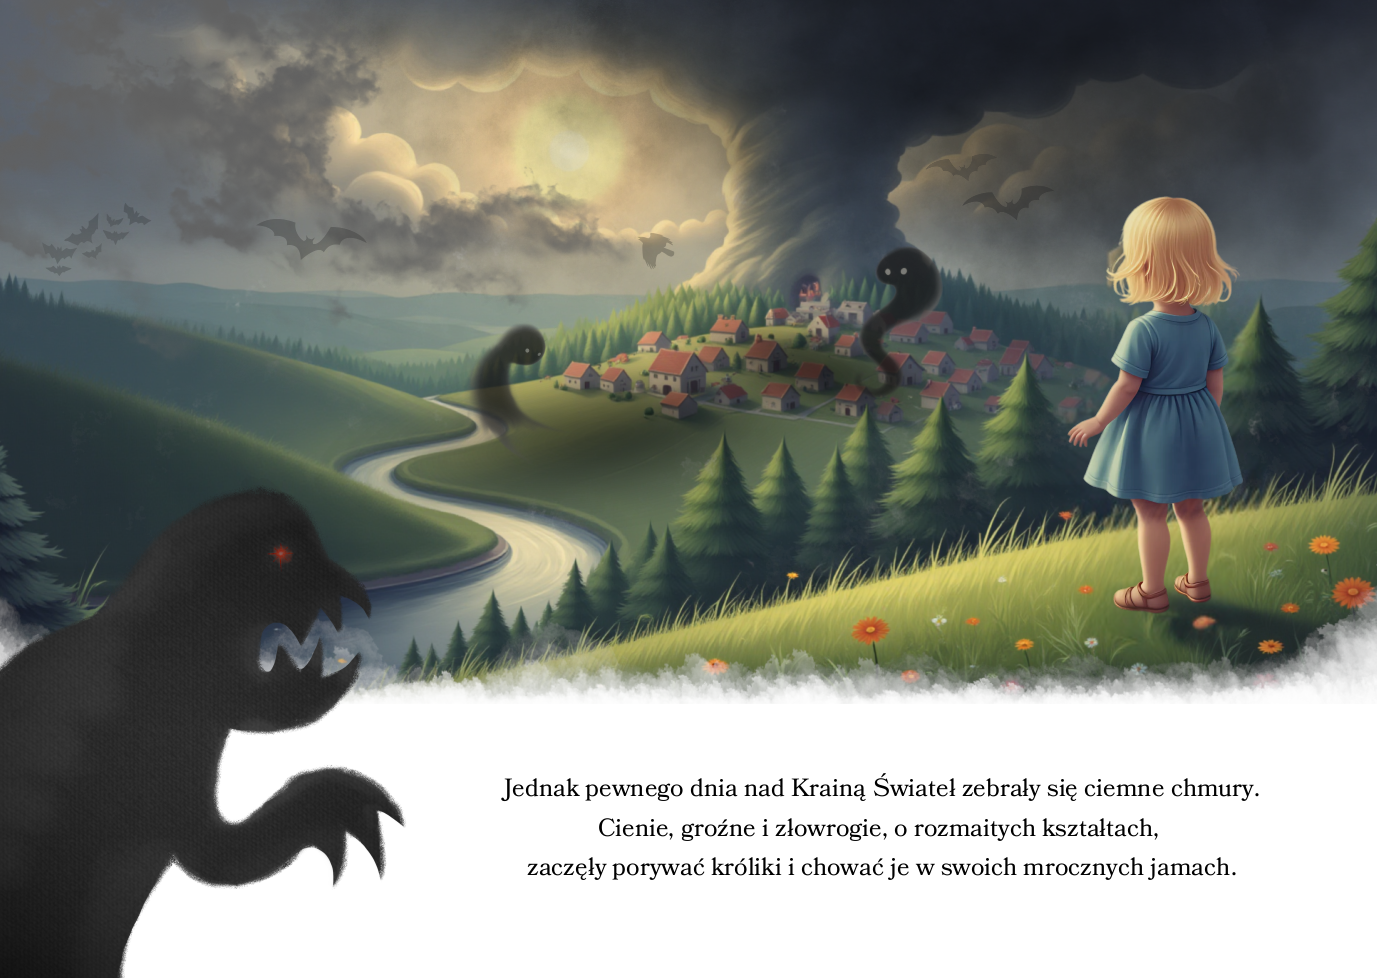 Jednak pewnego dnia nad Krainą Świateł zebrały się ciemne chmury.
Cienie, groźne i złowrogie, o rozmaitych kształtach,
zaczęły porywać króliki i chować je w swoich mrocznych jamach.